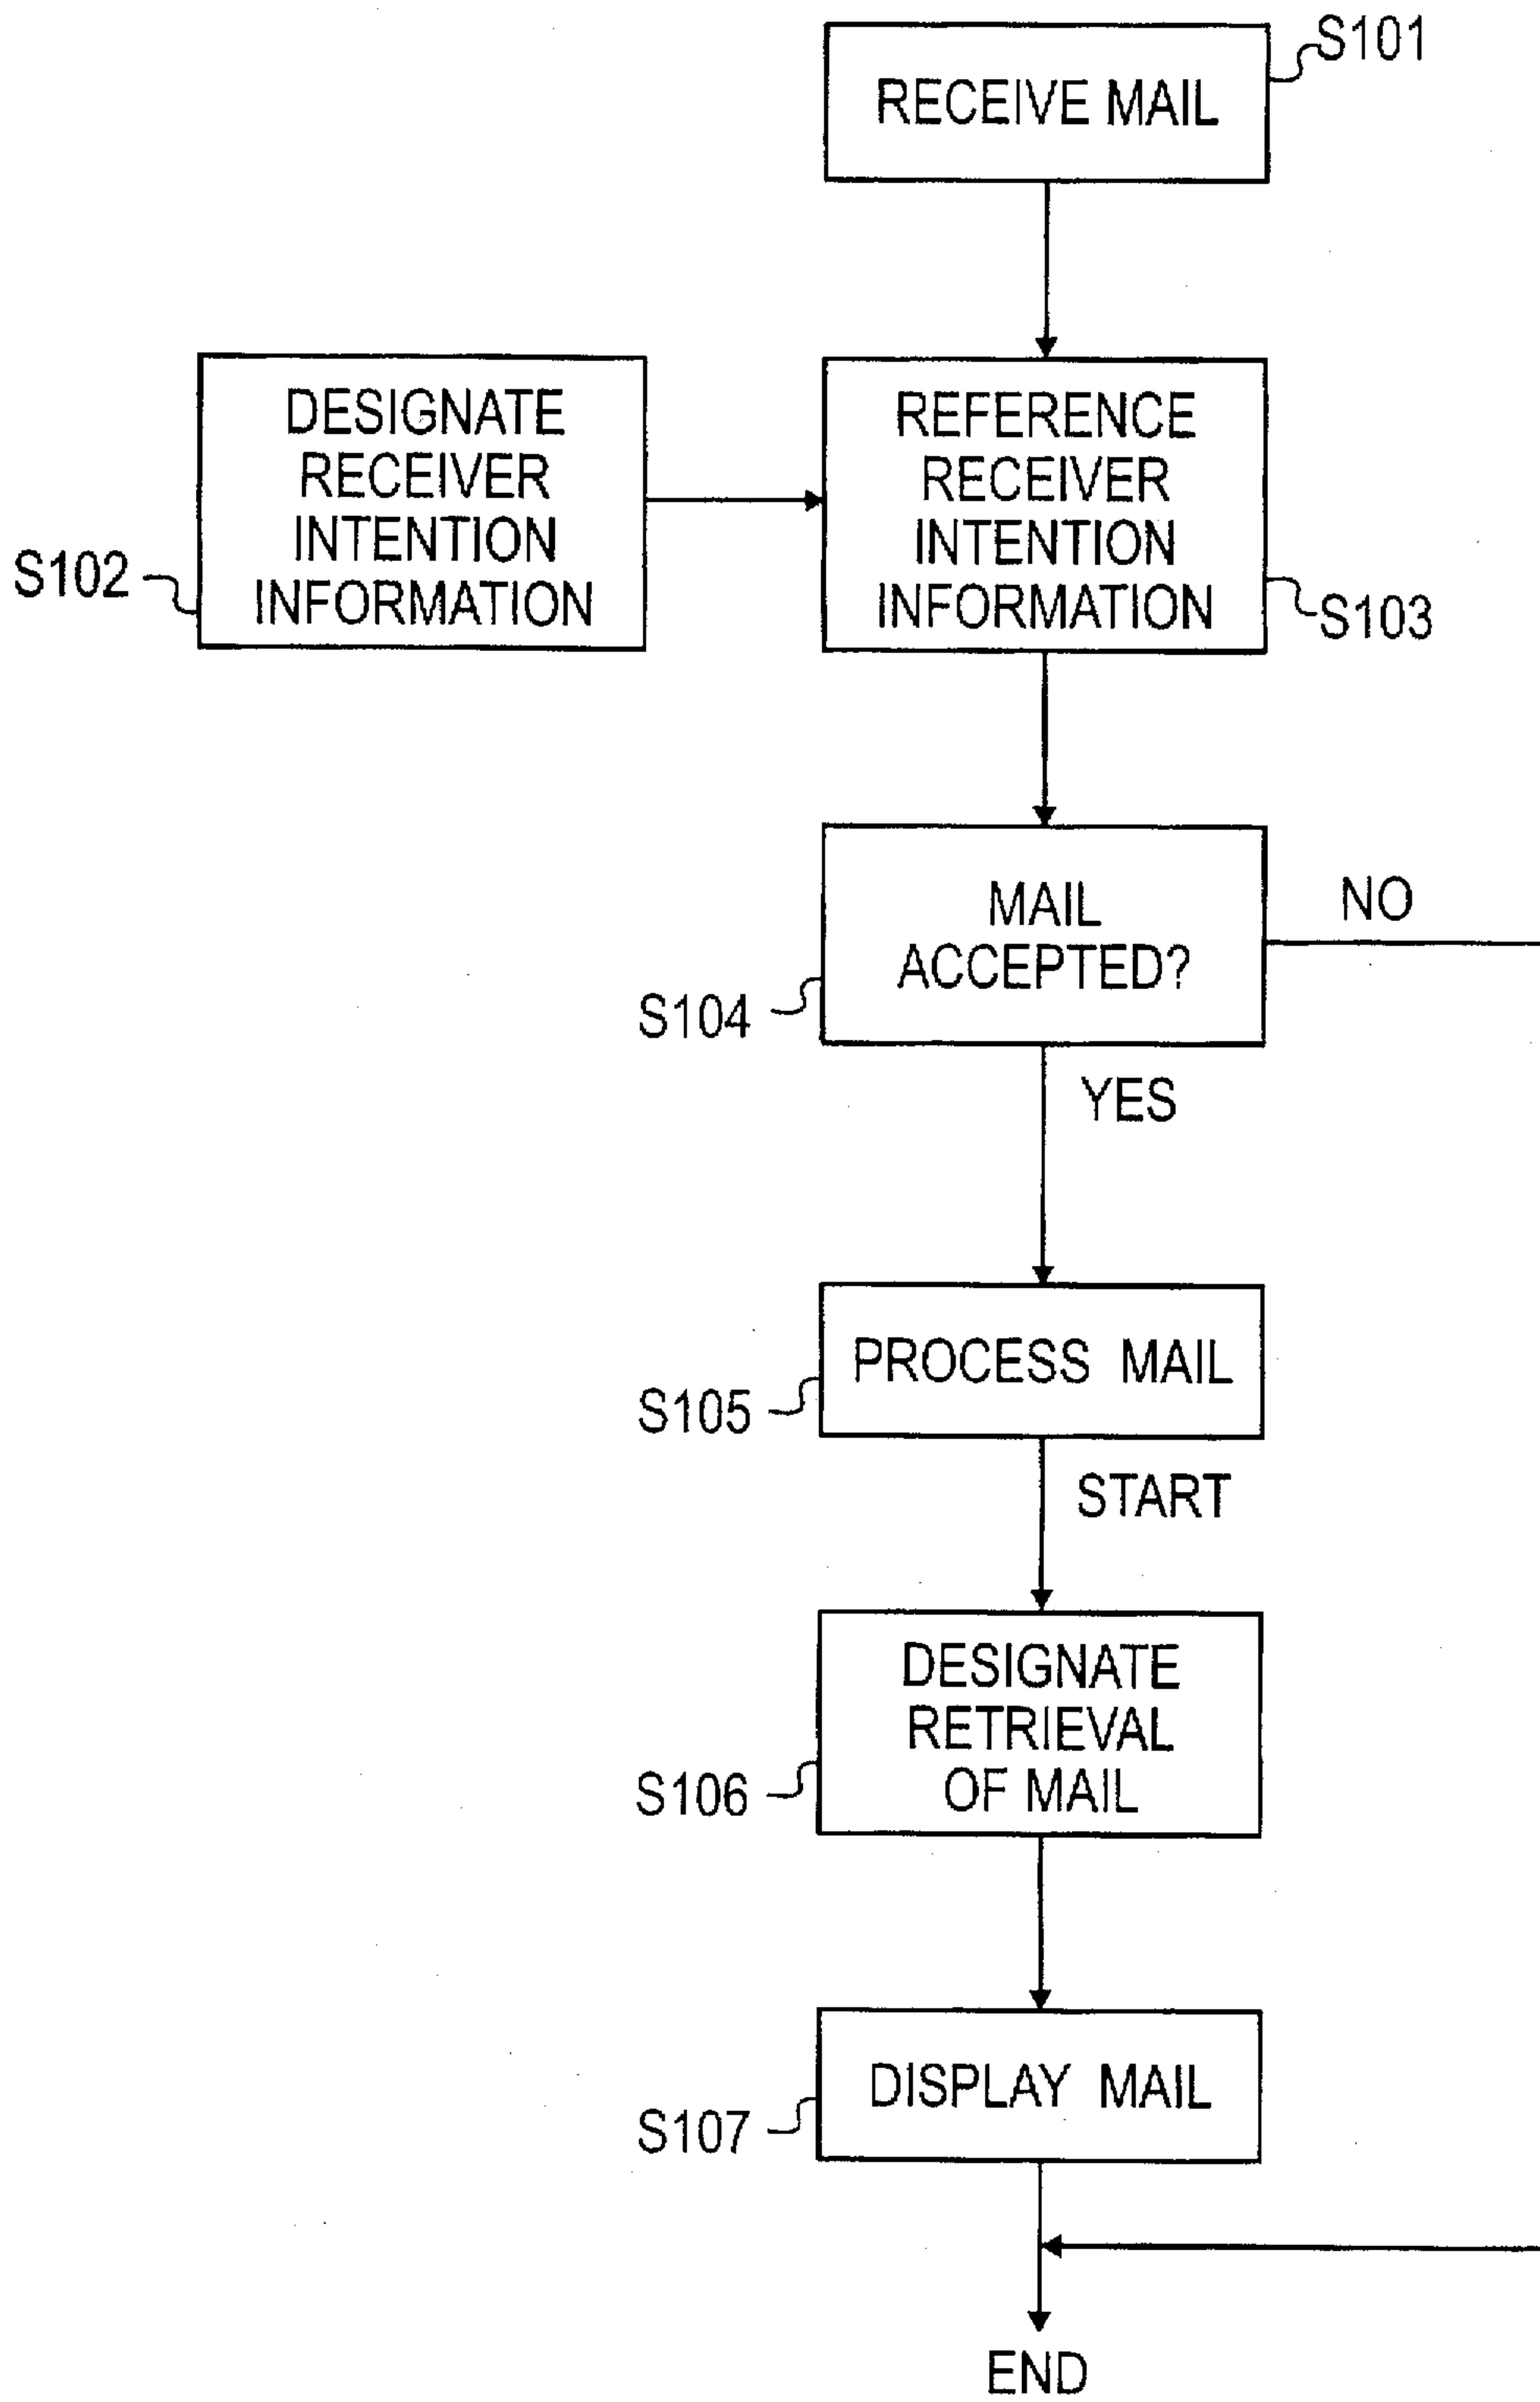 RECEIVE MAIL
S101
DESIGNATE
RECEIVER
INTENTION
INFORMATION
S102
REFERENCE
RECEIVER
INTENTION
INFORMATION
S103
MAIL
ACCEPTED?
S104
NO
YES
PROCESS MAIL
S105
START
DESIGNATE
RETRIEVAL
OF MAIL
S106
DISPLAY MAIL
S107
END